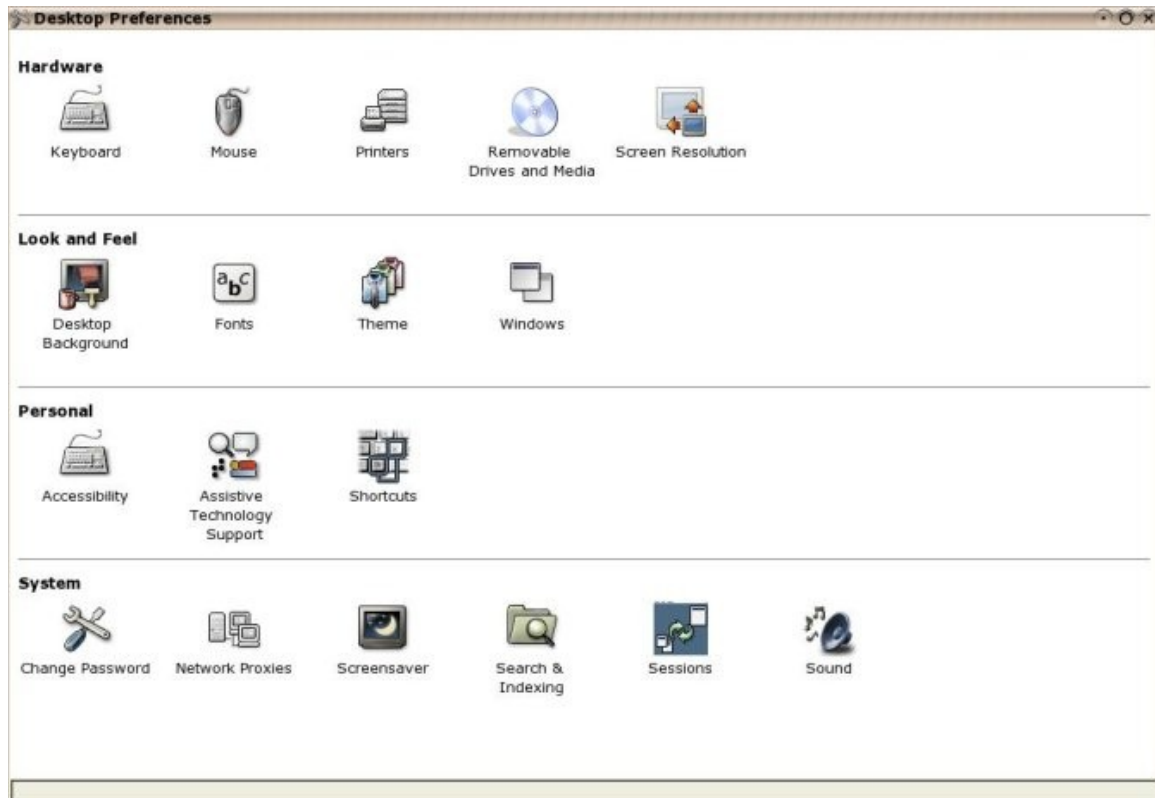 Desktop Preferences
Hardware
Keyboard
Mouse
Printers
Removable
Drives and Media
Screen Resolution
Look and Feel
Desktop
Background
a b c
Fonts
Theme
Windows
Personal
Accessibility
Assistive
Technology
Support
Shortcuts
System
Change Password
Network Proxies
Screensaver
Search &
Indexing
Sessions
Sound